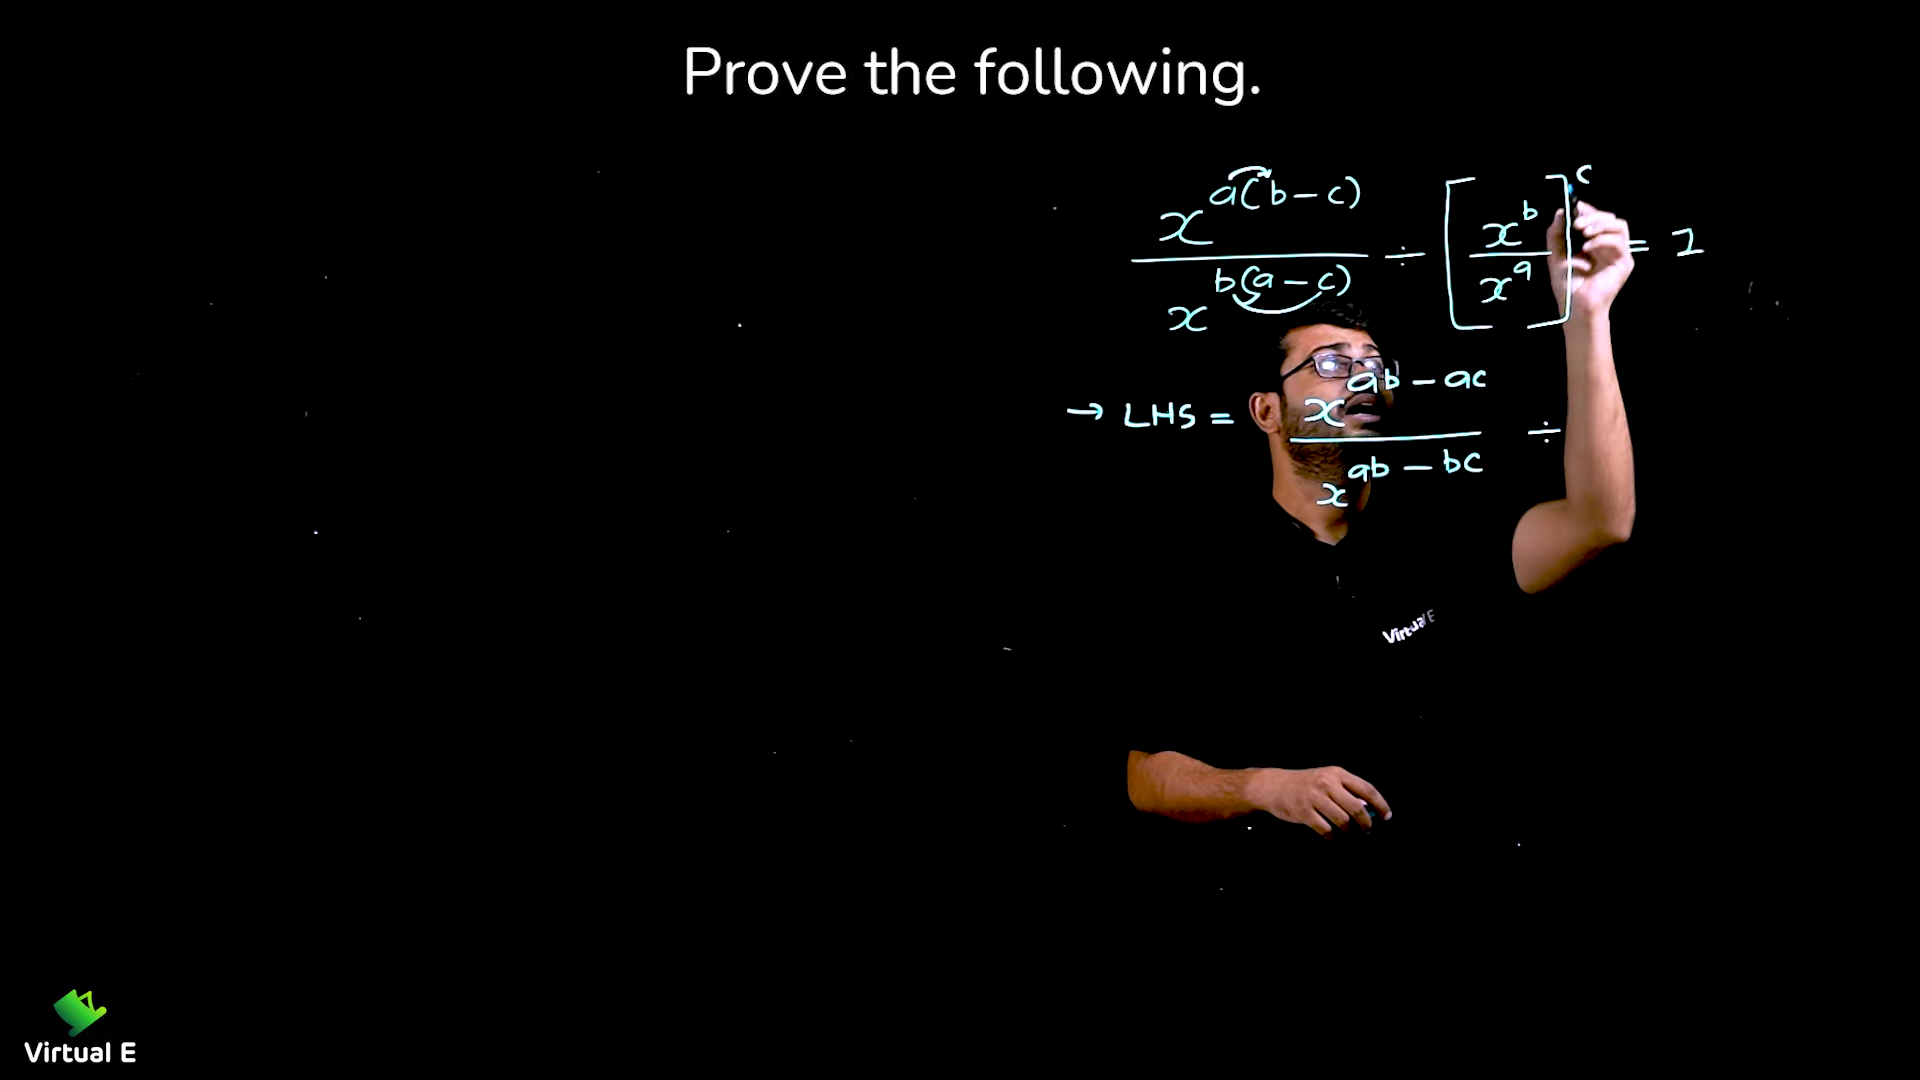 Prove the following.
x^{a(b-c)} / x^{b(a-c)} ÷ [x^b / x^a]^c = 1
→ LHS = x^{ab-ac} / x^{ab-bc} ÷
Virtual E
Virtual E